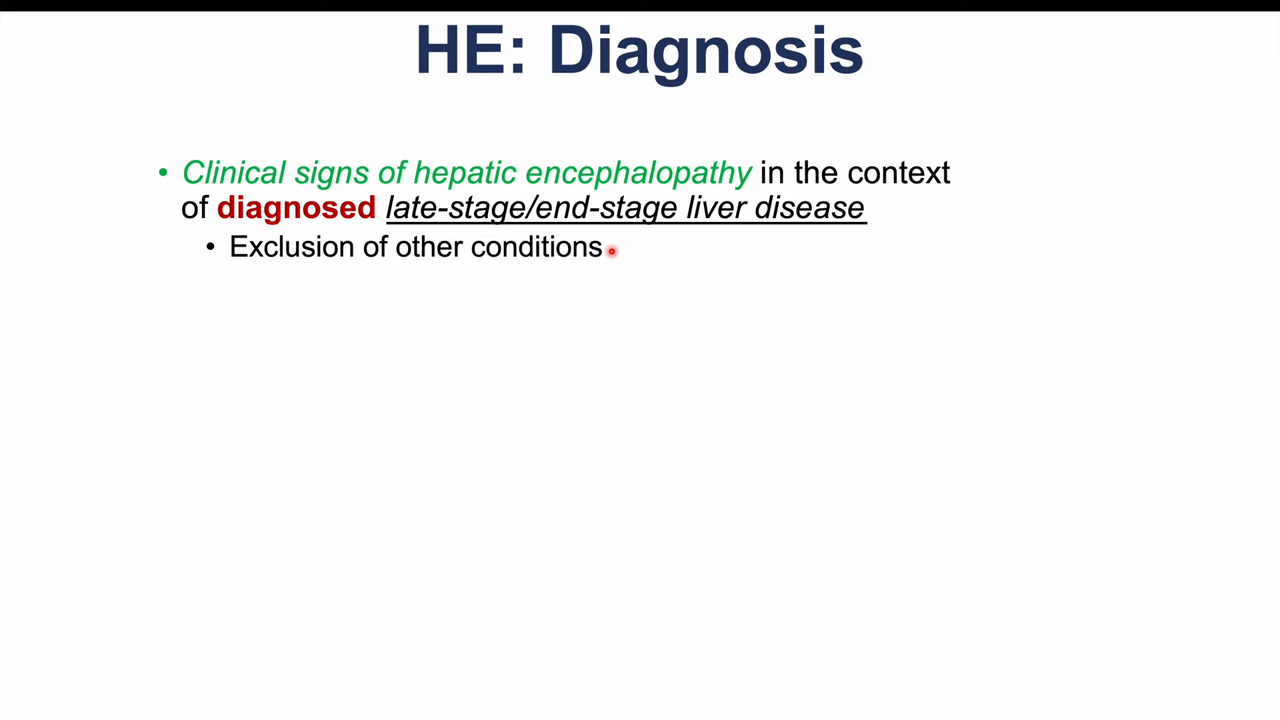 HE: Diagnosis
• Clinical signs of hepatic encephalopathy in the context
of diagnosed late-stage/end-stage liver disease
• Exclusion of other conditions